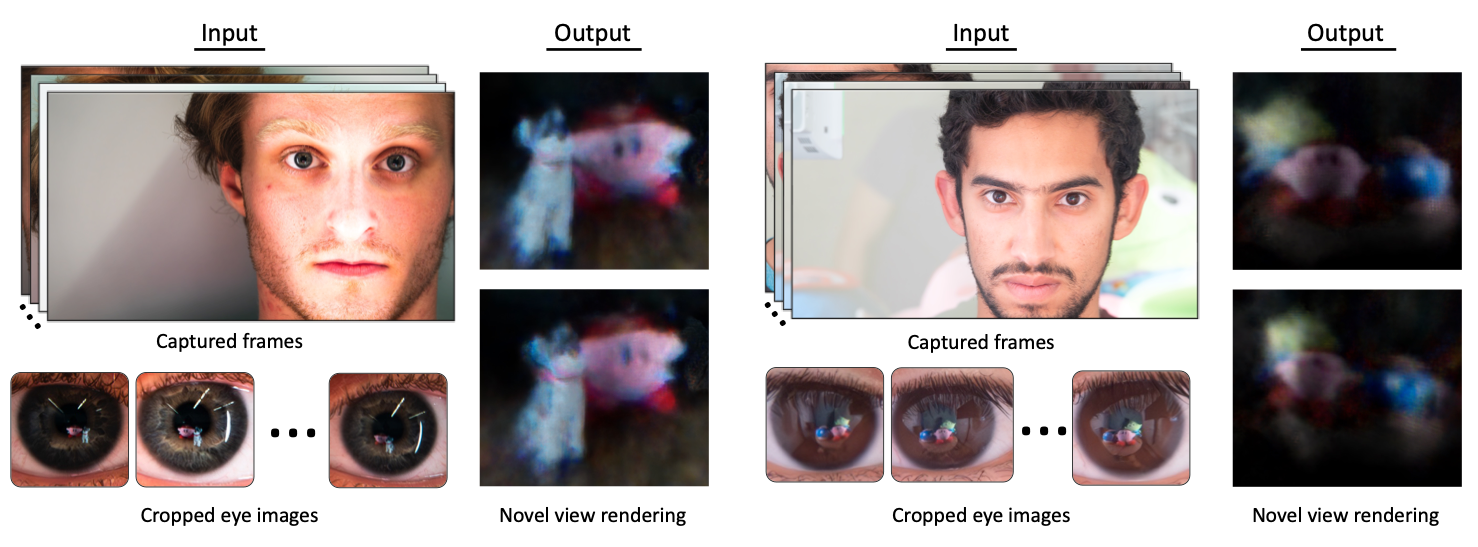 Input
Output
Captured frames
Cropped eye images
Novel view rendering
Input
Output
Captured frames
Cropped eye images
Novel view rendering